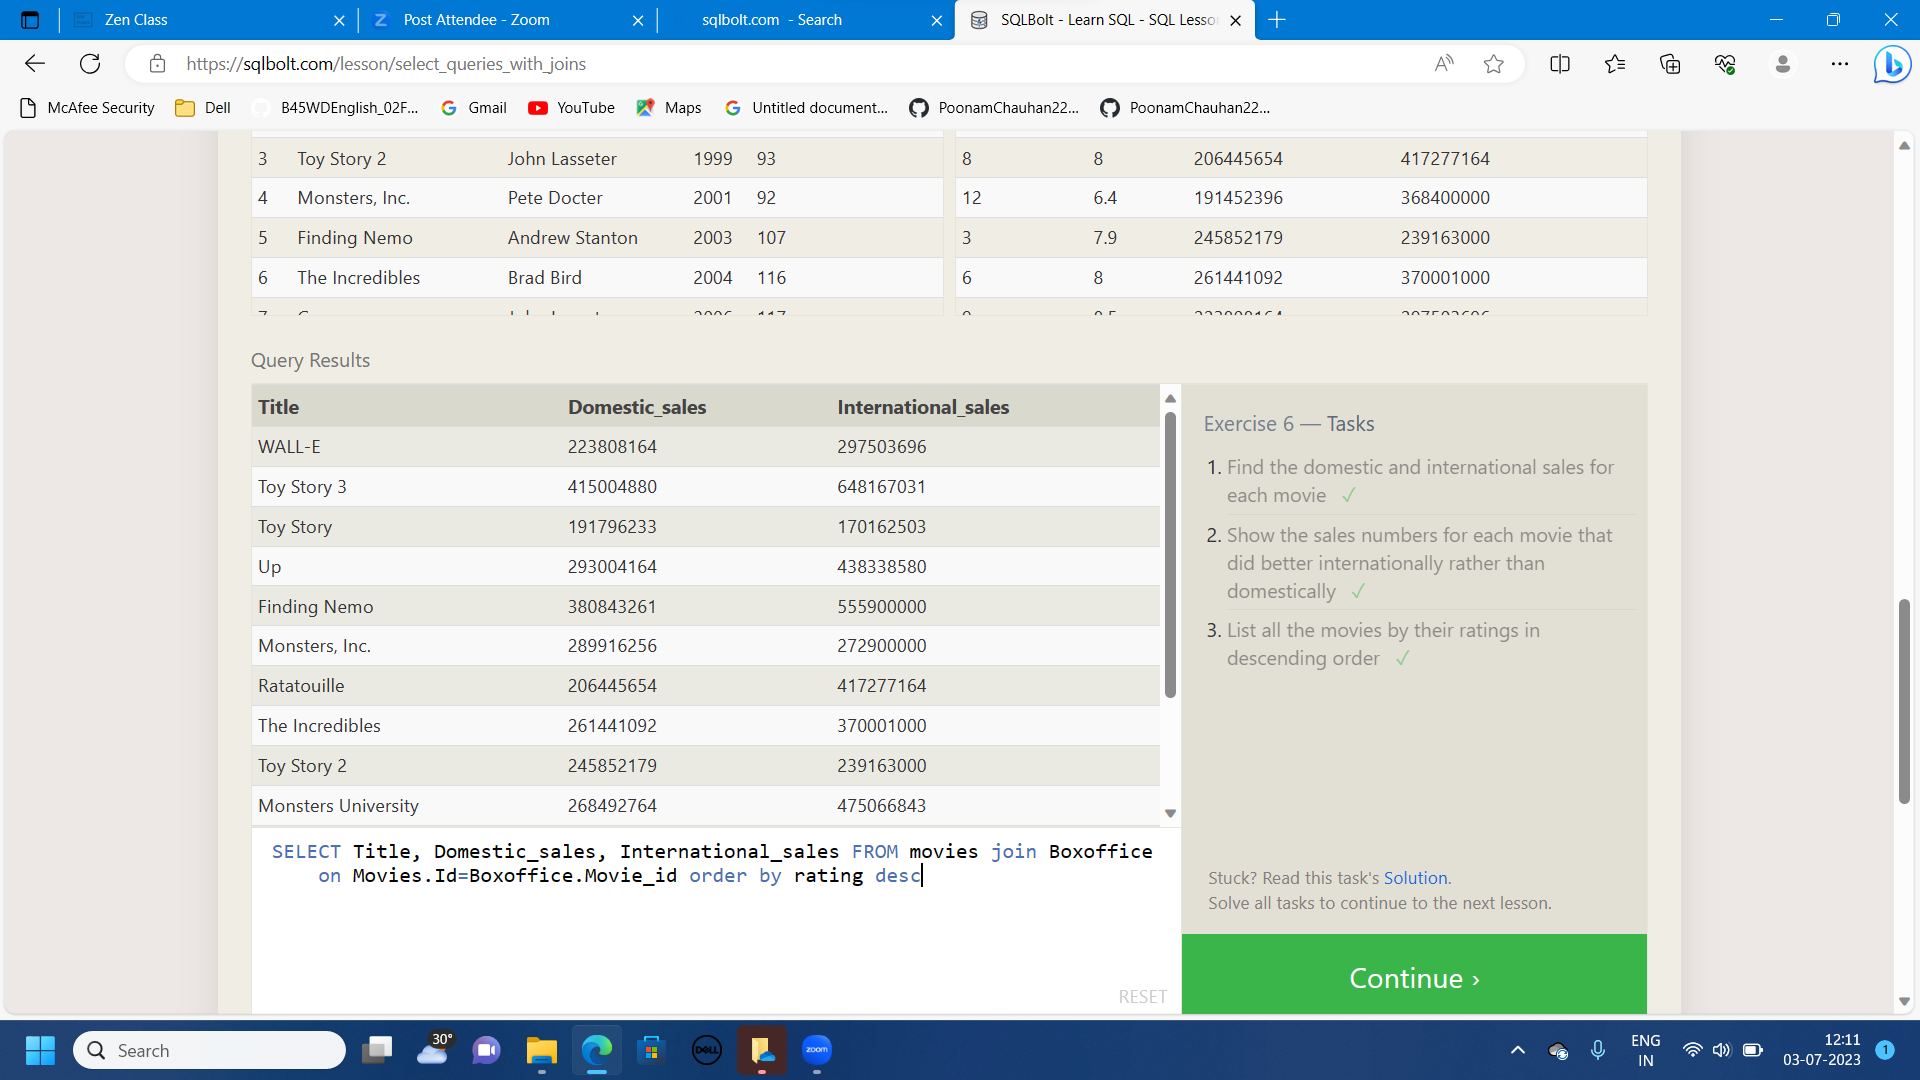 Zen Class
Post Attendee - Zoom
sqlbolt.com - Search
SQLBolt - Learn SQL - SQL Lesso
https://sqlbolt.com/lesson/select_queries_with_joins
McAfee Security
Dell
B45WDEnglish_02F...
Gmail
YouTube
Maps
Untitled document...
PoonamChauhan22...
PoonamChauhan22...
3 Toy Story 2 John Lasseter 1999 93
8 8 206445654 417277164
4 Monsters, Inc. Pete Docter 2001 92
12 6.4 191452396 368400000
5 Finding Nemo Andrew Stanton 2003 107
3 7.9 245852179 239163000
6 The Incredibles Brad Bird 2004 116
6 8 261441092 370001000
Query Results
Title Domestic_sales International_sales
WALL-E 223808164 297503696
Toy Story 3 415004880 648167031
Toy Story 191796233 170162503
Up 293004164 438338580
Finding Nemo 380843261 555900000
Monsters, Inc. 289916256 272900000
Ratatouille 206445654 417277164
The Incredibles 261441092 370001000
Toy Story 2 245852179 239163000
Monsters University 268492764 475066843
SELECT Title, Domestic_sales, International_sales FROM movies join Boxoffice
on Movies.Id=Boxoffice.Movie_id order by rating desc
RESET
Exercise 6 — Tasks
1. Find the domestic and international sales for
each movie ✓
2. Show the sales numbers for each movie that
did better internationally rather than
domestically ✓
3. List all the movies by their ratings in
descending order ✓
Stuck? Read this task's Solution.
Solve all tasks to continue to the next lesson.
Continue ›
Search
30°
DELL
zoom
ENG
IN
12:11
03-07-2023
1